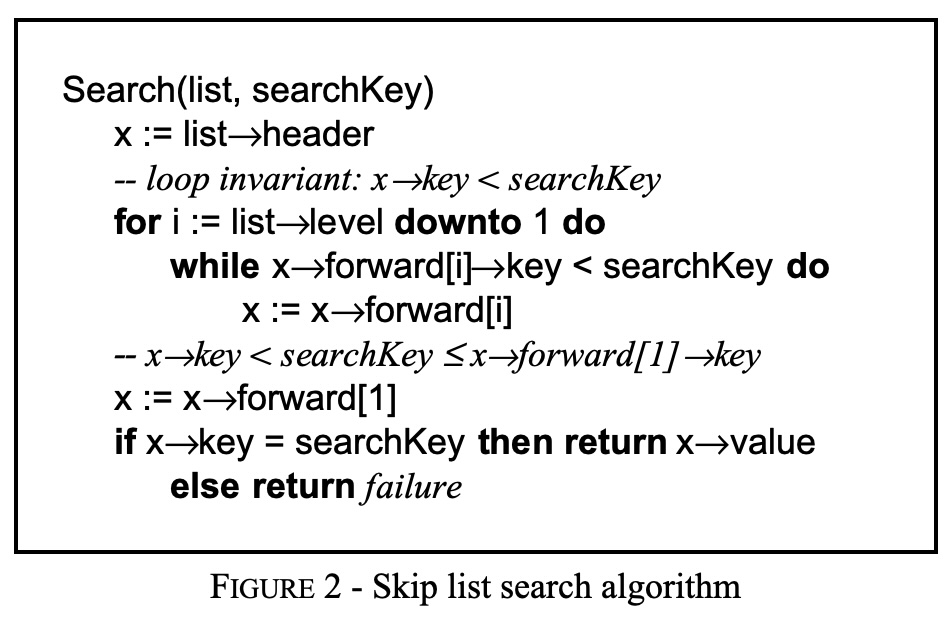 Search(list, searchKey)
x := list→header
-- loop invariant: x→key < searchKey
for i := list→level downto 1 do
while x→forward[i]→key < searchKey do
x := x→forward[i]
-- x→key < searchKey ≤ x→forward[1]→key
x := x→forward[1]
if x→key = searchKey then return x→value
else return failure
FIGURE 2 - Skip list search algorithm